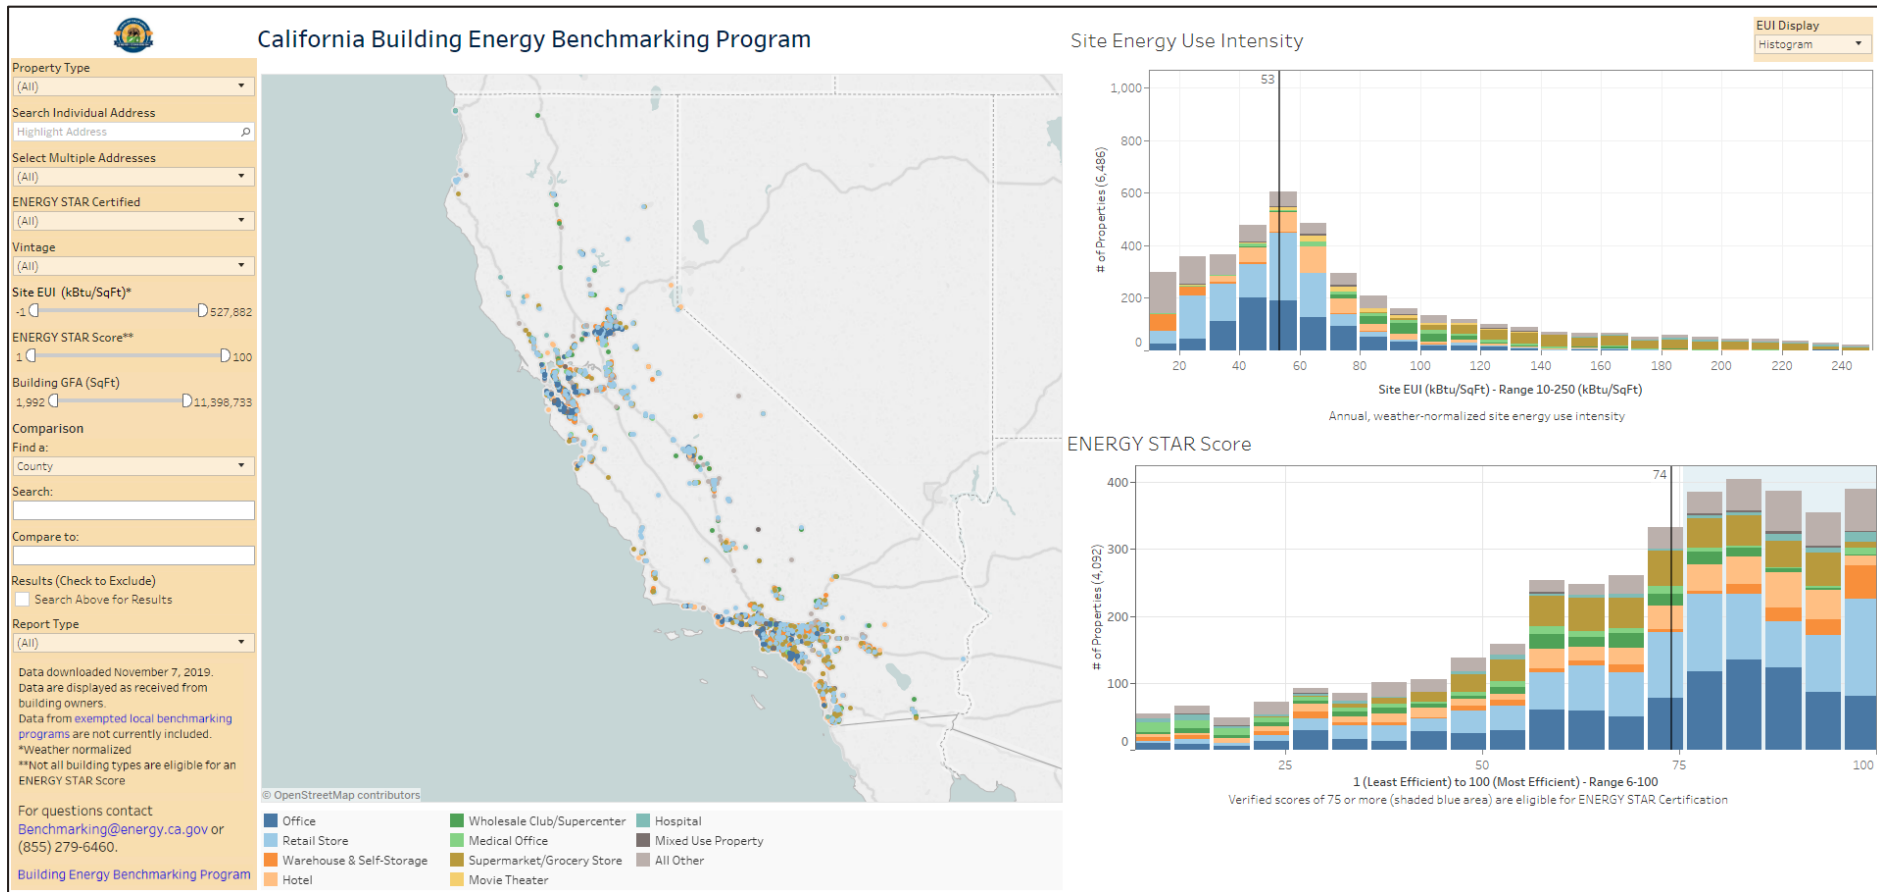 California Building Energy Benchmarking Program
Property Type
(All)
Search Individual Address
Highlight Address
Select Multiple Addresses
(All)
ENERGY STAR Certified
(All)
Vintage
(All)
Site EUI (kBtu/SqFt)*
-1 527,882
ENERGY STAR Score**
1 100
Building GFA (SqFt)
1,992 11,398,733
Comparison
Find a:
County
Search:
Compare to:
Results (Check to Exclude)
Search Above for Results
Report Type
(All)
Data downloaded November 7, 2019.
Data are displayed as received from
building owners.
Data from exempted local benchmarking
programs are not currently included.
*Weather normalized
**Not all building types are eligible for an
ENERGY STAR Score
For questions contact
Benchmarking@energy.ca.gov or
(855) 279-6460.
Building Energy Benchmarking Program
© OpenStreetMap contributors
Office
Retail Store
Warehouse & Self-Storage
Hotel
Wholesale Club/Supercenter
Medical Office
Supermarket/Grocery Store
Movie Theater
Hospital
Mixed Use Property
All Other
Site Energy Use Intensity
EUI Display
Histogram
53
# of Properties (6,486)
1,000
800
600
400
200
0
20 40 60 80 100 120 140 160 180 200 220 240
Site EUI (kBtu/SqFt) - Range 10-250 (kBtu/SqFt)
Annual, weather-normalized site energy use intensity
ENERGY STAR Score
74
# of Properties (4,092)
400
300
200
100
0
25 50 75 100
1 (Least Efficient) to 100 (Most Efficient) - Range 6-100
Verified scores of 75 or more (shaded blue area) are eligible for ENERGY STAR Certification